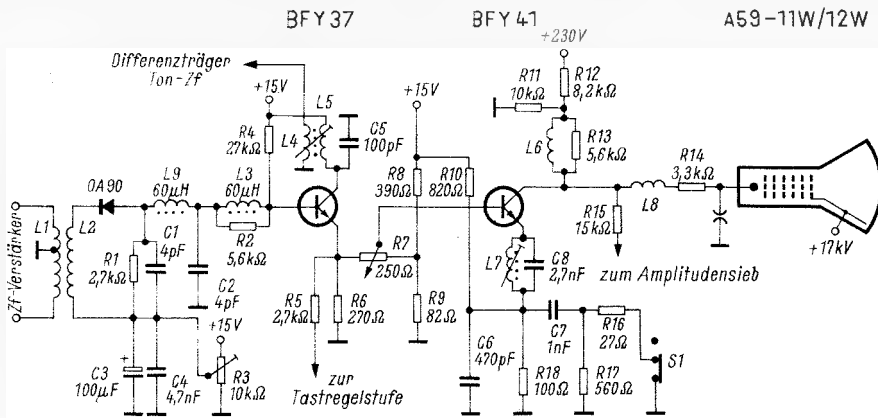 BFY 37 BFY 41 A59-11W/12W
+230V
Differenzträger
Ton-Zf
+15V
L5
L4
R4
27kΩ
C5
100pF
+15V
R11
10kΩ
R12
8,2kΩ
L6
R13
5,6kΩ
R8
390Ω
R10
820Ω
R14
3,3kΩ
L8
R15
15kΩ
+17kV
zum Amplitudensieb
OA90
L9
60µH
L3
60µH
R2
5,6kΩ
Zf-Verstärker
L1
L2
R1
2,7kΩ
C1
4pF
C2
4pF
R7
250Ω
R5
2,7kΩ
R6
270Ω
R9
82Ω
L7
C8
2,7nF
C3
100µF
+
C4
4,7nF
+15V
R3
10kΩ
zur
Tastregelstufe
C6
470pF
C7
1nF
R16
27Ω
R18
100Ω
R17
560Ω
S1